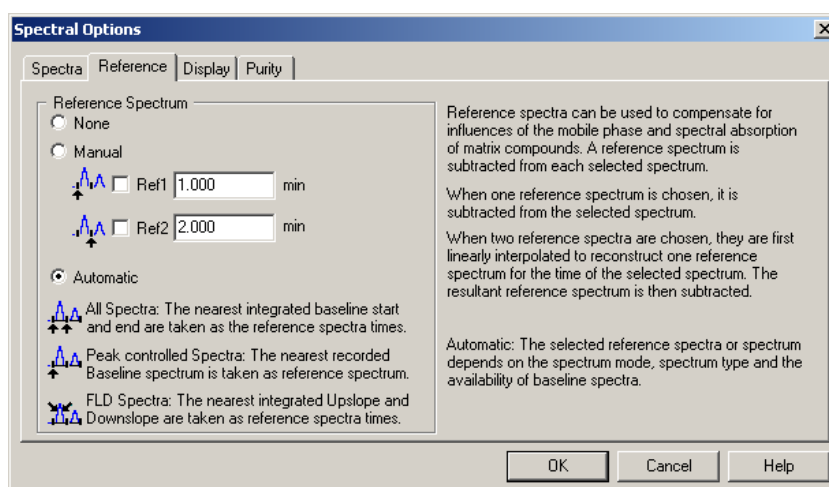 Spectral Options
Spectra Reference Display Purity
Reference Spectrum
None
Manual
Ref1 1.000 min
Ref2 2.000 min
Automatic
All Spectra: The nearest integrated baseline start
and end are taken as the reference spectra times.
Peak controlled Spectra: The nearest recorded
Baseline spectrum is taken as reference spectrum.
FLD Spectra: The nearest integrated Upslope and
Downslope are taken as reference spectra times.
Reference spectra can be used to compensate for
influences of the mobile phase and spectral absorption
of matrix compounds. A reference spectrum is
subtracted from each selected spectrum.
When one reference spectrum is chosen, it is
subtracted from the selected spectrum.
When two reference spectra are chosen, they are first
linearly interpolated to reconstruct one reference
spectrum for the time of the selected spectrum. The
resultant reference spectrum is then subtracted.
Automatic: The selected reference spectra or spectrum
depends on the spectrum mode, spectrum type and the
availability of baseline spectra.
OK Cancel Help